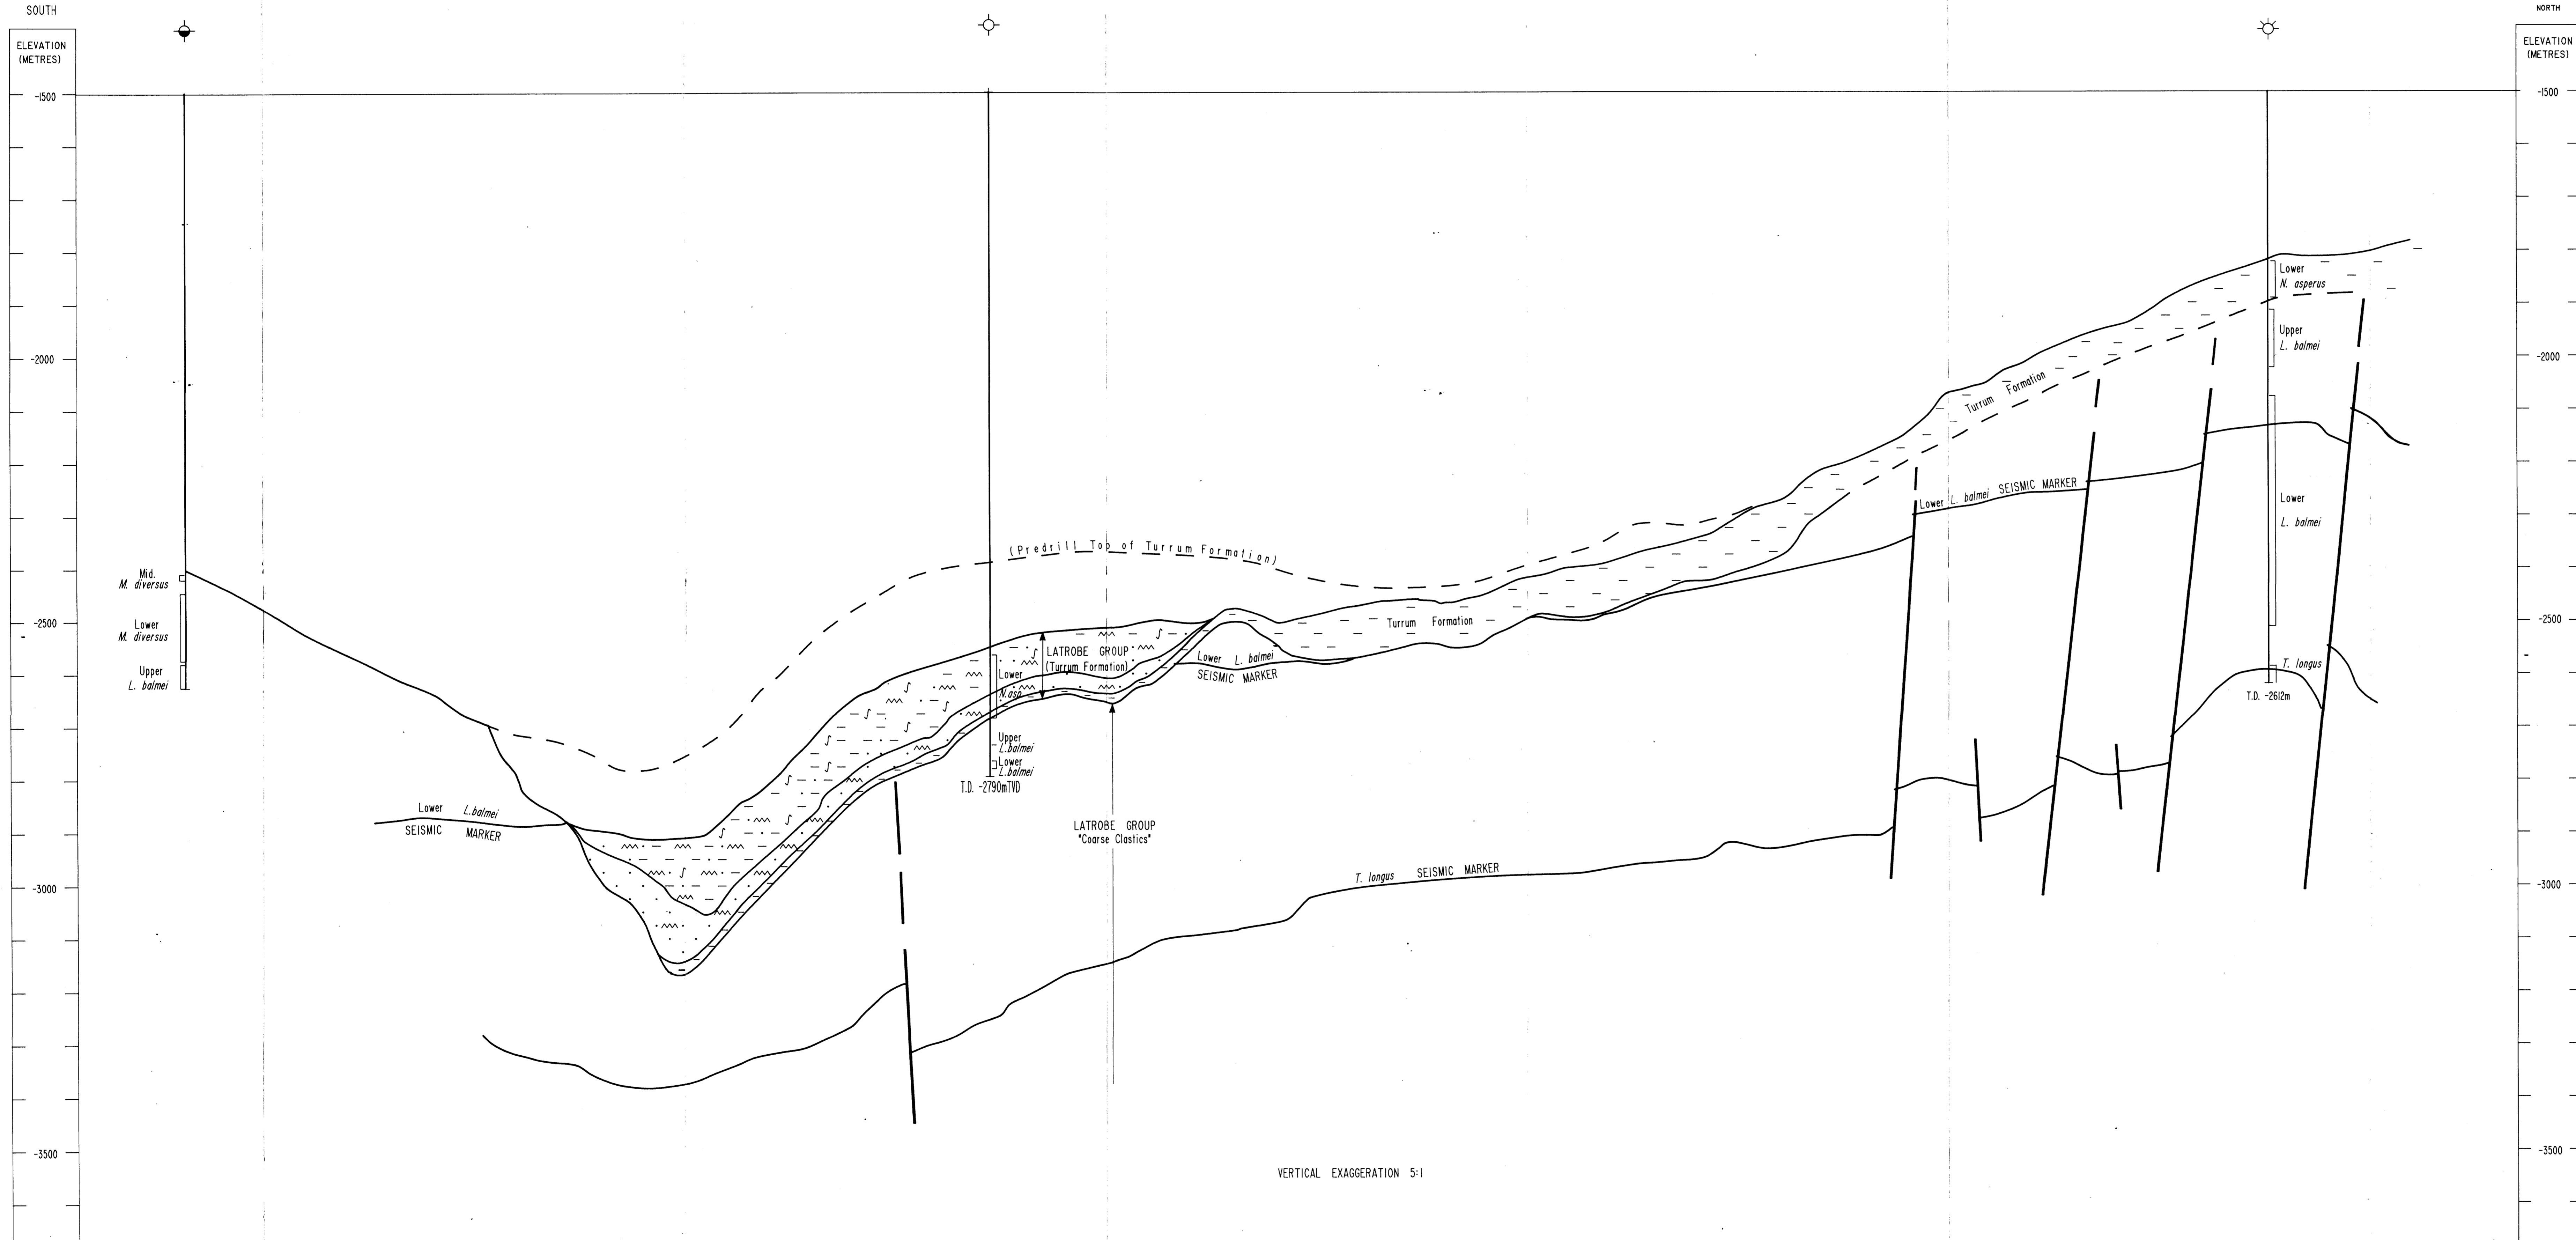 SOUTH
NORTH
ELEVATION
(METRES)
ELEVATION
(METRES)
-1500
-1500
-2000
-2000
-2500
-2500
-3000
-3000
-3500
-3500
Mid.
M. diversus
Lower
M. diversus
Upper
L. balmei
Lower L.balmei
SEISMIC MARKER
(Predrill Top of Turrum Formation)
LATROBE GROUP
(Turrum Formation)
Lower
N.asp.
Upper
L.balmei
Lower
L.balmei
T.D. -2790mTVD
Lower L. balmei
SEISMIC MARKER
LATROBE GROUP
"Coarse Clastics"
Turrum Formation
T. longus SEISMIC MARKER
Turrum Formation
Lower L. balmei SEISMIC MARKER
Lower
N. asperus
Upper
L. balmei
Lower
L. balmei
T. longus
T.D. -2612m
VERTICAL EXAGGERATION 5:1